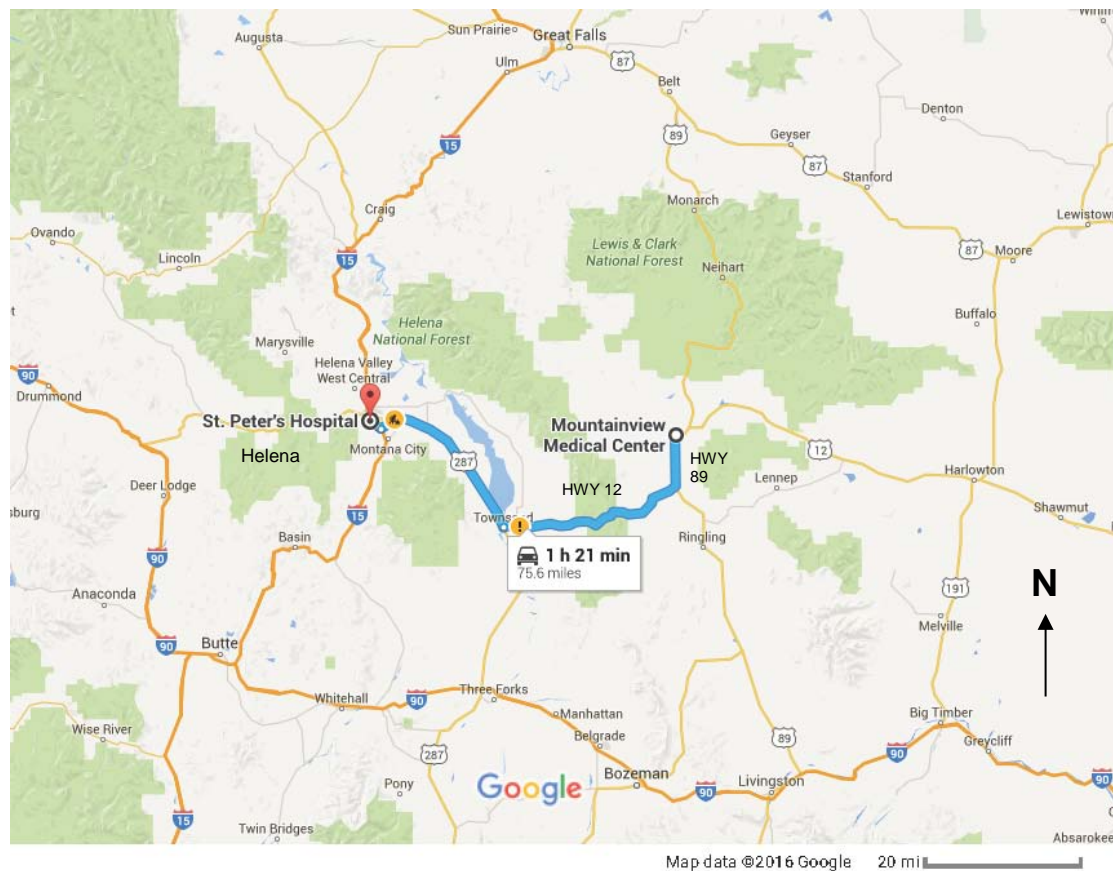 Augusta
Sun Prairie
Great Falls
87
Ulm
Belt
87
Denton
15
89
Geyser
87
Stanford
Craig
Monarch
Lewistown
Ovando
Lincoln
15
Lewis & Clark
National Forest
Neihart
87
Moore
Helena
National Forest
Buffalo
Marysville
Helena Valley
West Central
90
Drummond
St. Peter's Hospital
Mountainview
Medical Center
Montana City
Helena
287
HWY
89
12
HWY 12
Lennep
Harlowton
Deer Lodge
Shawmut
15
Townsend
Basin
Ringling
1 h 21 min
75.6 miles
90
N
Anaconda
191
Melville
Butte
90
Whitehall
90
Three Forks
Manhattan
Big Timber
Wise River
Belgrade
89
90
Greycliff
287
Bozeman
Livingston
Pony
Google
90
90
15
Twin Bridges
Absarokee
Map data ©2016 Google 20 mi